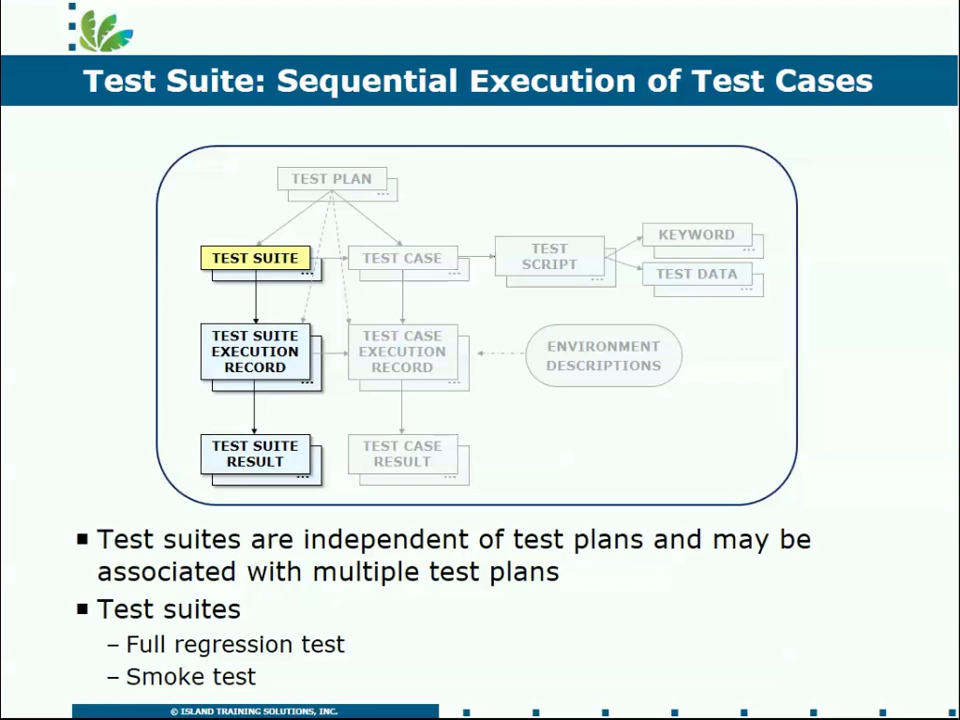 Test Suite: Sequential Execution of Test Cases
TEST PLAN
...
TEST SUITE
...
TEST CASE
...
TEST
SCRIPT
...
KEYWORD
...
TEST DATA
...
TEST SUITE
EXECUTION
RECORD
...
TEST CASE
EXECUTION
RECORD
...
ENVIRONMENT
DESCRIPTIONS
TEST SUITE
RESULT
...
TEST CASE
RESULT
...
▪ Test suites are independent of test plans and may be
associated with multiple test plans
▪ Test suites
– Full regression test
– Smoke test
© ISLAND TRAINING SOLUTIONS, INC.